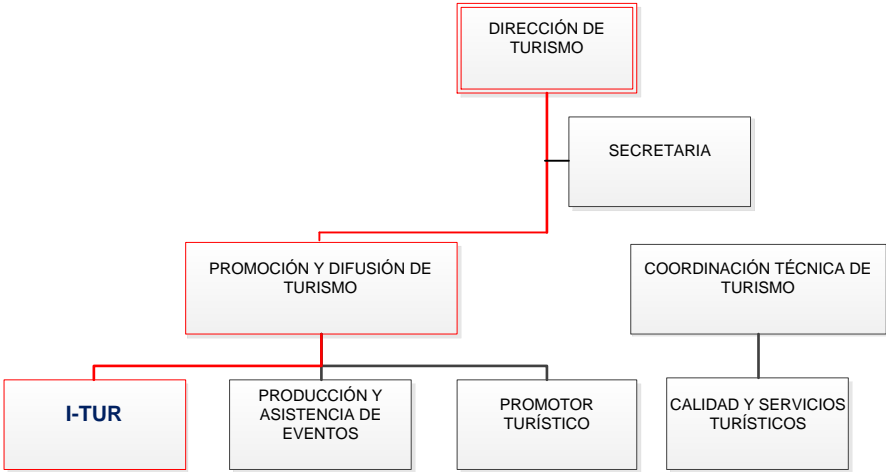 DIRECCIÓN DE
TURISMO
SECRETARIA
PROMOCIÓN Y DIFUSIÓN DE
TURISMO
COORDINACIÓN TÉCNICA DE
TURISMO
I-TUR
PRODUCCIÓN Y
ASISTENCIA DE
EVENTOS
PROMOTOR
TURÍSTICO
CALIDAD Y SERVICIOS
TURÍSTICOS